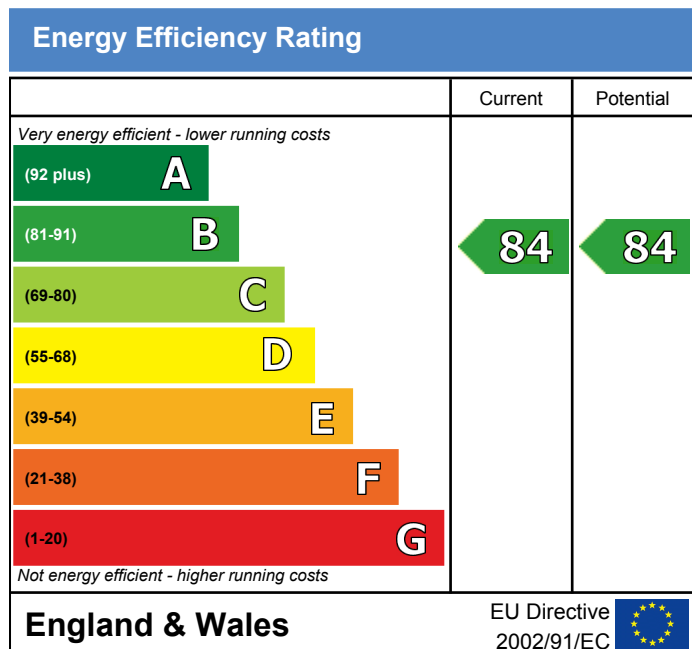 Energy Efficiency Rating
Current Potential
Very energy efficient - lower running costs
(92 plus) A
(81-91) B 84 84
(69-80) C
(55-68) D
(39-54) E
(21-38) F
(1-20) G
Not energy efficient - higher running costs
England & Wales
EU Directive
2002/91/EC